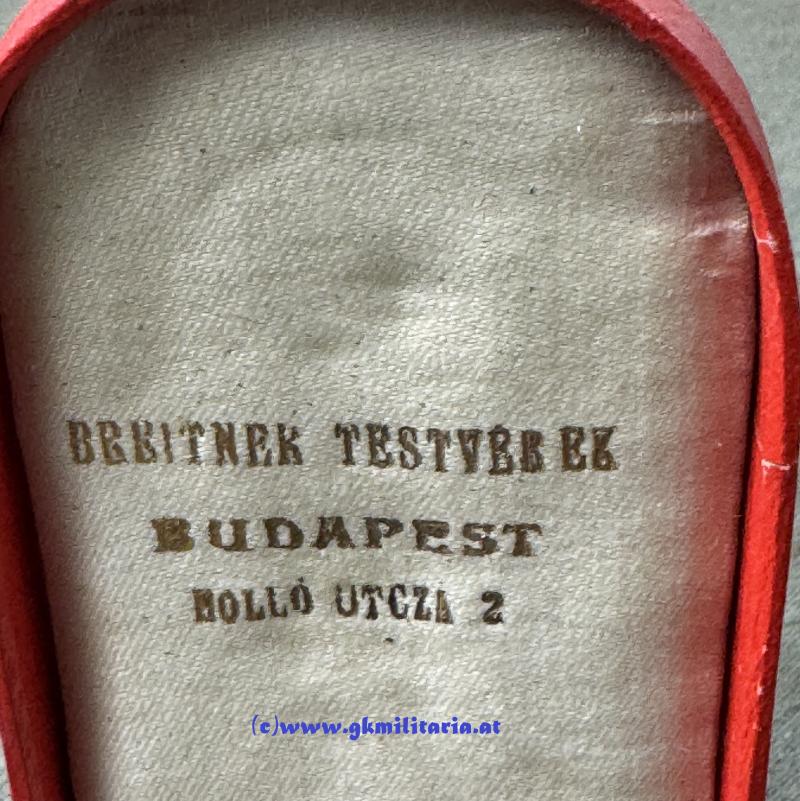 BREITNER TESTVÉREK
BUDAPEST
HOLLÓ UTCZA 2
(c)www.gkmilitaria.at